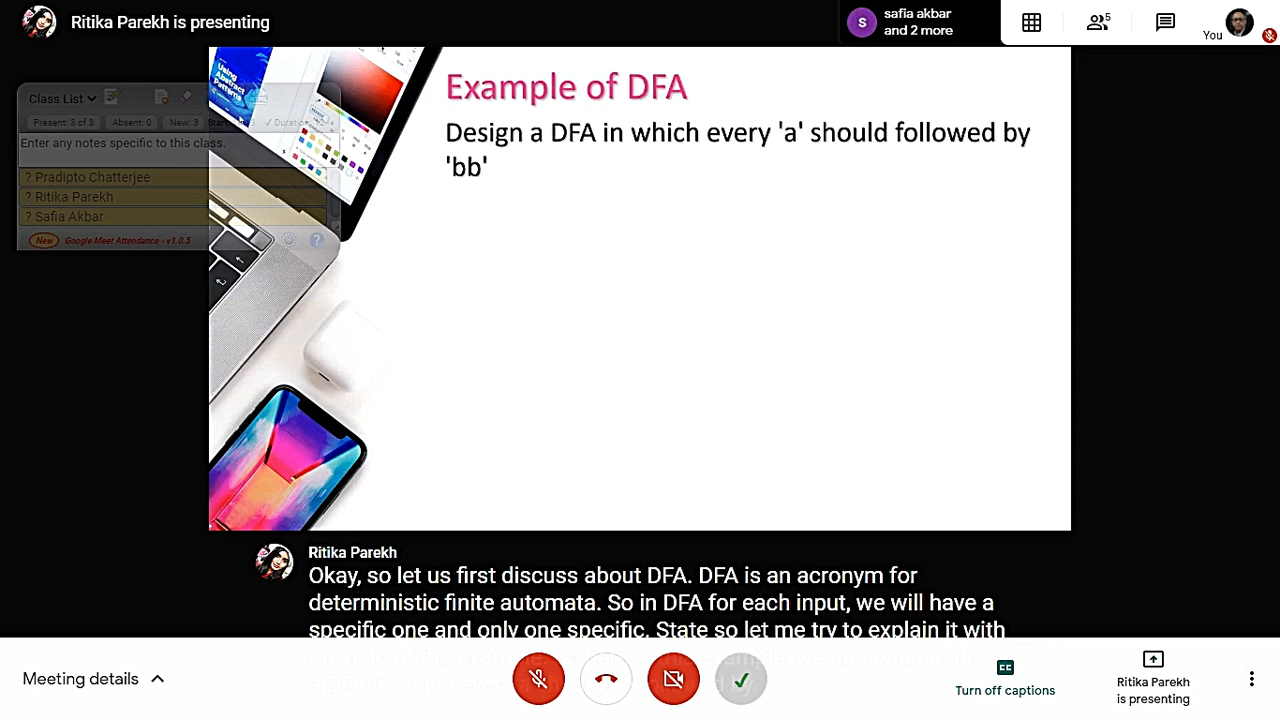 Ritika Parekh is presenting
safia akbar
and 2 more
5
You
Class List
Present: 3 of 3 Absent: 0 New: 3
Enter any notes specific to this class.
? Pradipto Chatterjee
? Ritika Parekh
? Safia Akbar
New Google Meet Attendance - v1.0.5
Using
Abstract
Patterns
Example of DFA
Design a DFA in which every 'a' should followed by
'bb'
Ritika Parekh
Okay, so let us first discuss about DFA. DFA is an acronym for
deterministic finite automata. So in DFA for each input, we will have a
specific one and only one specific. State so let me try to explain it with
Meeting details
Turn off captions
Ritika Parekh
is presenting